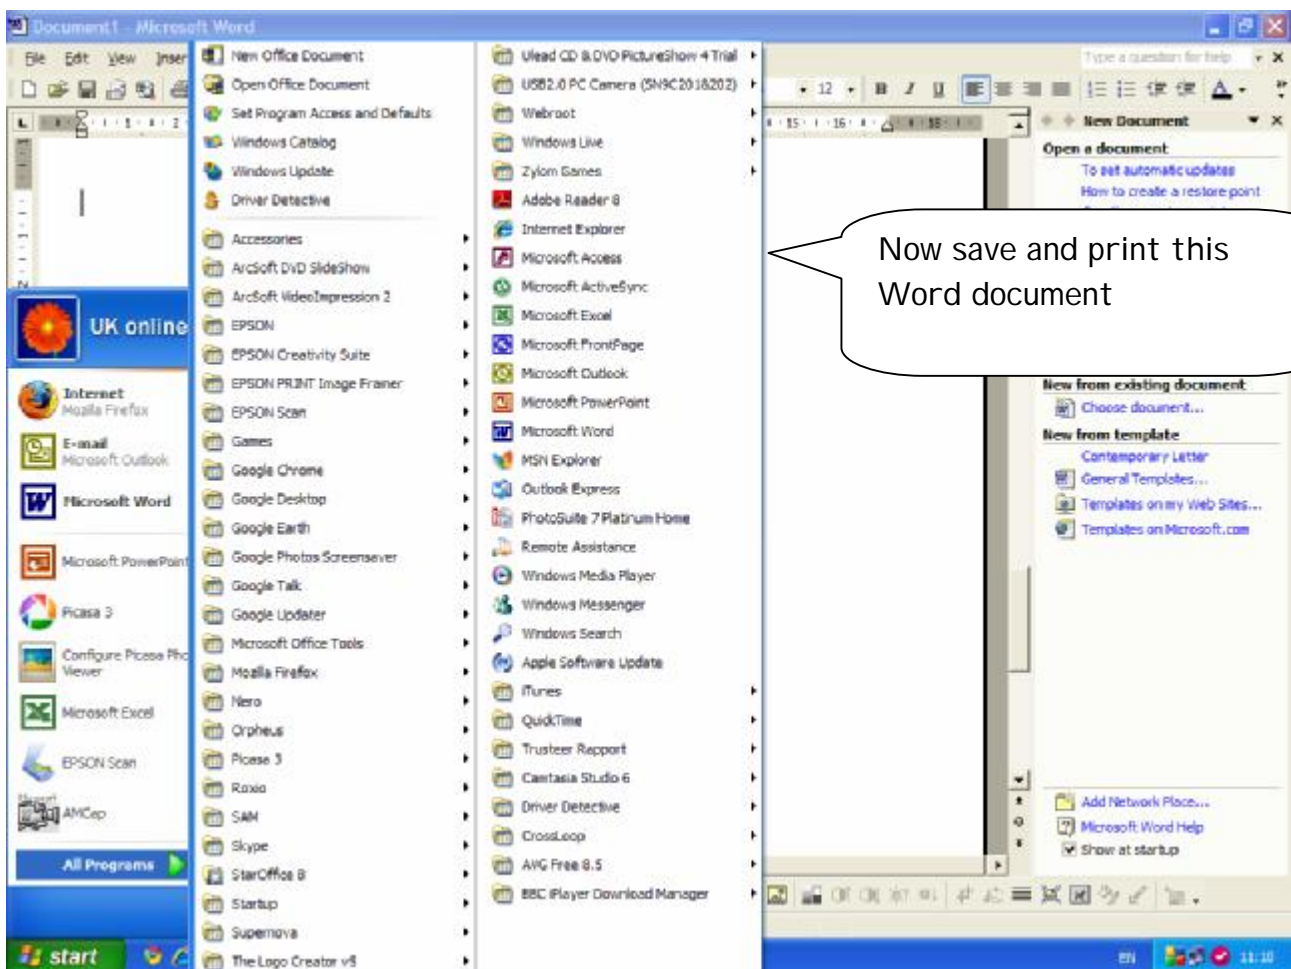 Document1 - Microsoft Word
File Edit View Inser
Type a question for help
12
B I U
New Document
Open a document
To set automatic updates
How to create a restore point
Now save and print this
Word document
New from existing document
Choose document...
New from template
Contemporary Letter
General Templates...
Templates on my Web Sites...
Templates on Microsoft.com
Add Network Place...
Microsoft Word Help
Show at startup
UK online
Internet
Mozilla Firefox
E-mail
Microsoft Outlook
Microsoft Word
Microsoft PowerPoint
Picasa 3
Configure Picasa Pho
Viewer
Microsoft Excel
EPSON Scan
AMCap
All Programs
New Office Document
Open Office Document
Set Program Access and Defaults
Windows Catalog
Windows Update
Driver Detective
Accessories
ArcSoft DVD SlideShow
ArcSoft VideoImpression 2
EPSON
EPSON Creativity Suite
EPSON PRINT Image Framer
EPSON Scan
Games
Google Chrome
Google Desktop
Google Earth
Google Photos Screensaver
Google Talk
Google Updater
Microsoft Office Tools
Mozilla Firefox
Nero
Orpheus
Picasa 3
Roxio
SAM
Skype
StarOffice 8
Startup
Supernova
The Logo Creator v5
Ulead CD & DVD PictureShow 4 Trial
USB2.0 PC Camera (SN9C201&202)
Webroot
Windows Live
Zylom Games
Adobe Reader 8
Internet Explorer
Microsoft Access
Microsoft ActiveSync
Microsoft Excel
Microsoft FrontPage
Microsoft Outlook
Microsoft PowerPoint
Microsoft Word
MSN Explorer
Outlook Express
PhotoSuite 7 Platinum Home
Remote Assistance
Windows Media Player
Windows Messenger
Windows Search
Apple Software Update
iTunes
QuickTime
Trusteer Rapport
Camtasia Studio 6
Driver Detective
CrossLoop
AVG Free 8.5
BBC iPlayer Download Manager
start
EN
11:10